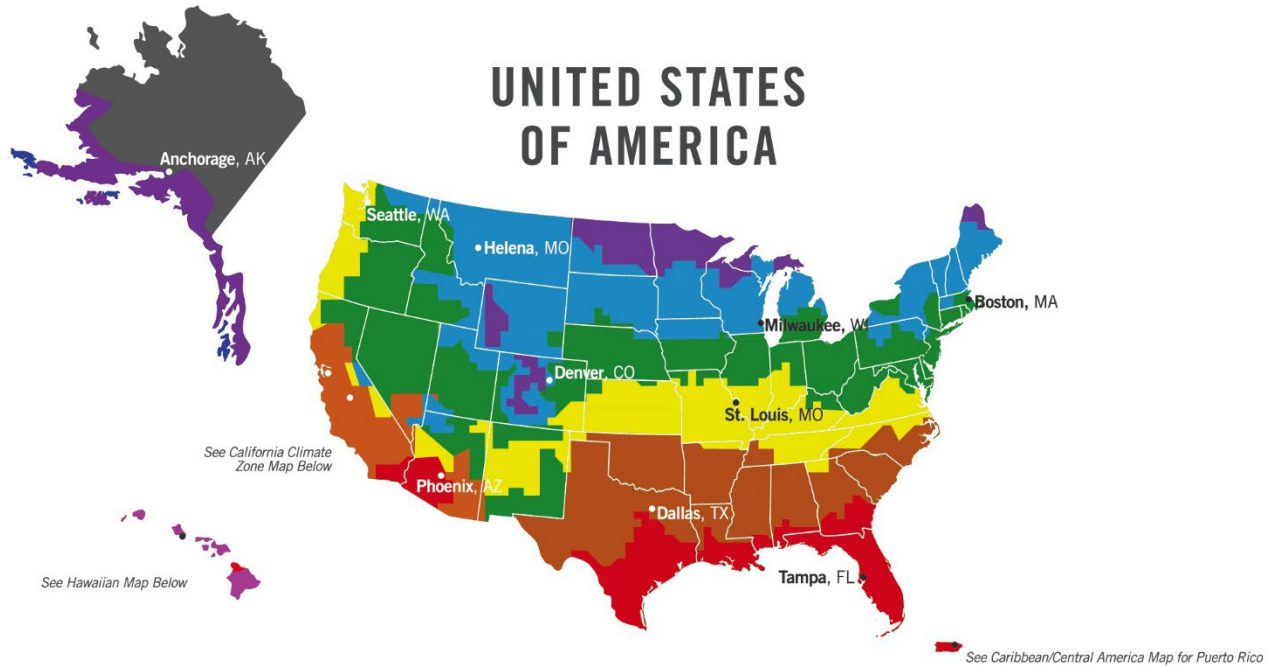 UNITED STATES
OF AMERICA
Anchorage, AK
Seattle, WA
Helena, MO
Boston, MA
Milwaukee, WI
Denver, CO
St. Louis, MO
See California Climate
Zone Map Below
Phoenix, AZ
Dallas, TX
See Hawaiian Map Below
Tampa, FL
See Caribbean/Central America Map for Puerto Rico